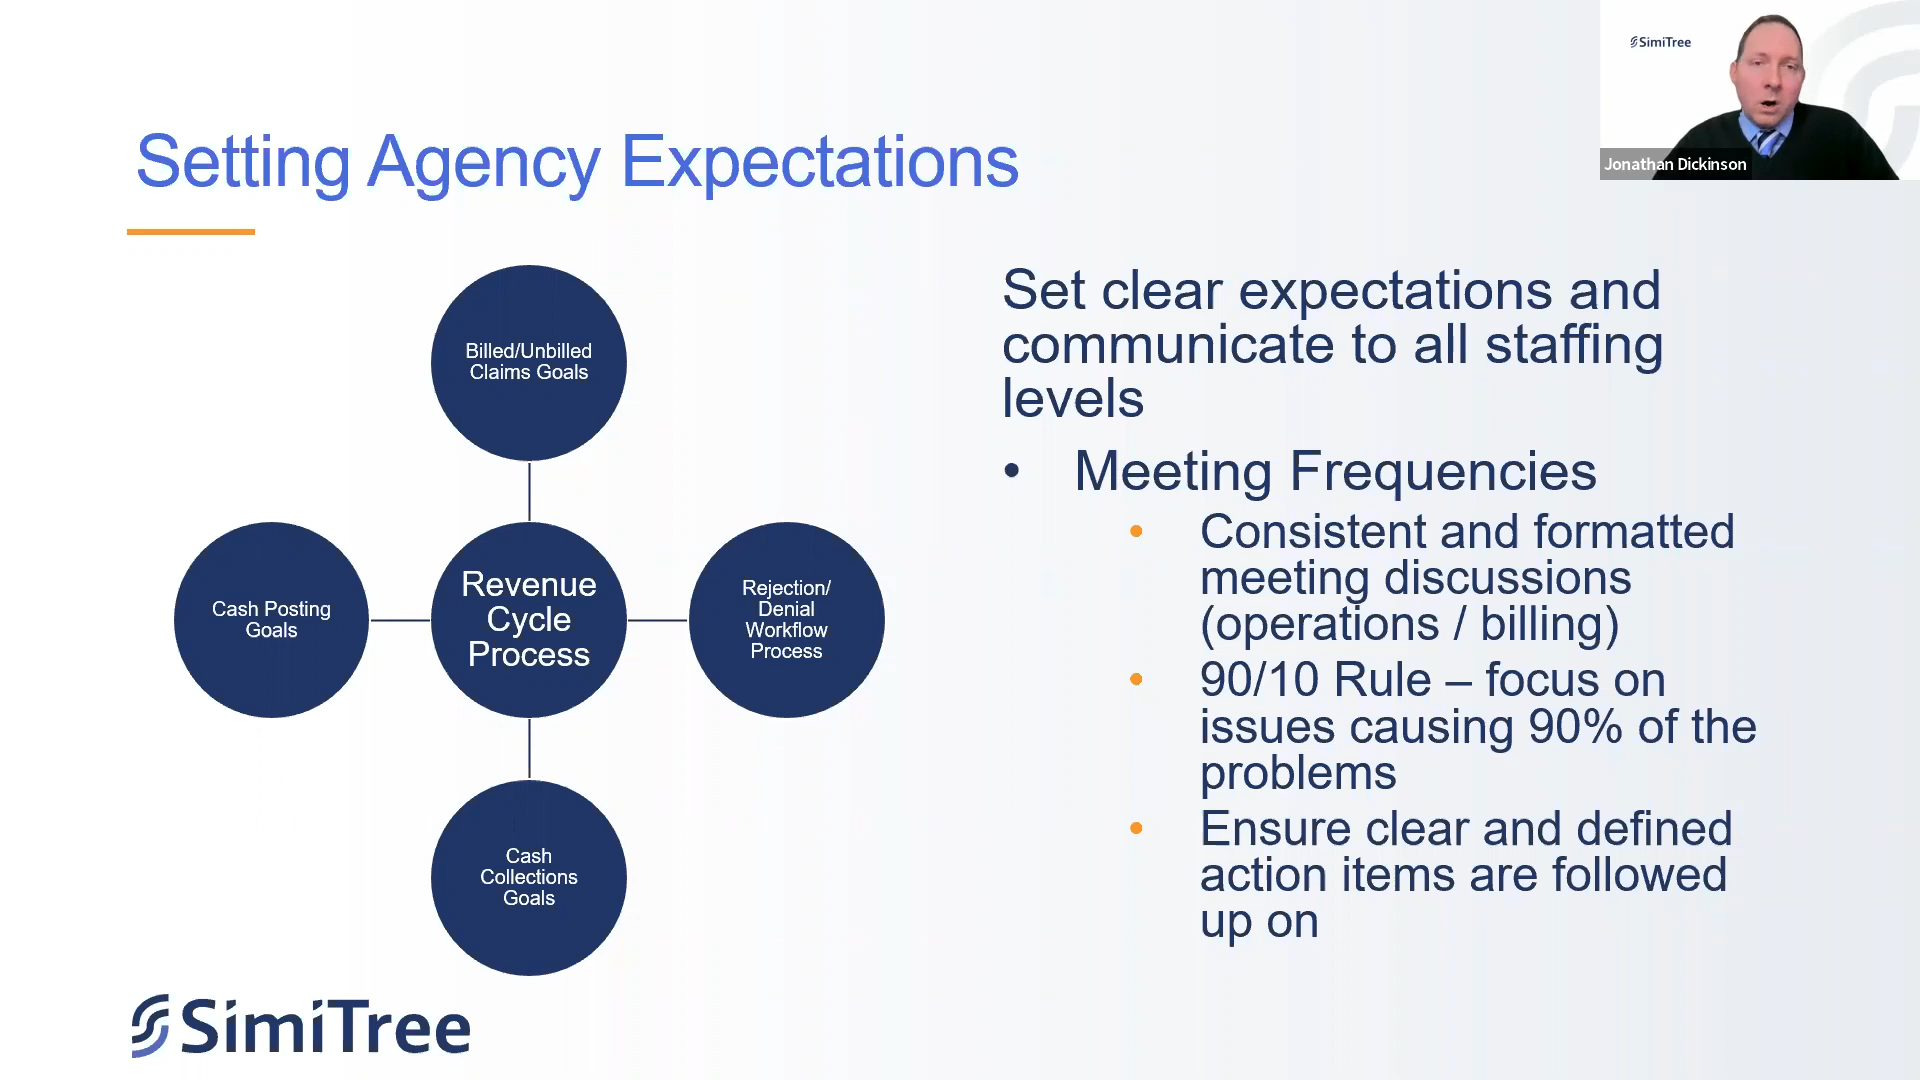 SimiTree
Jonathan Dickinson
Setting Agency Expectations
Billed/Unbilled
Claims Goals
Cash Posting
Goals
Revenue
Cycle
Process
Rejection/
Denial
Workflow
Process
Cash
Collections
Goals
Set clear expectations and
communicate to all staffing
levels
• Meeting Frequencies
• Consistent and formatted
meeting discussions
(operations / billing)
• 90/10 Rule – focus on
issues causing 90% of the
problems
• Ensure clear and defined
action items are followed
up on
SimiTree